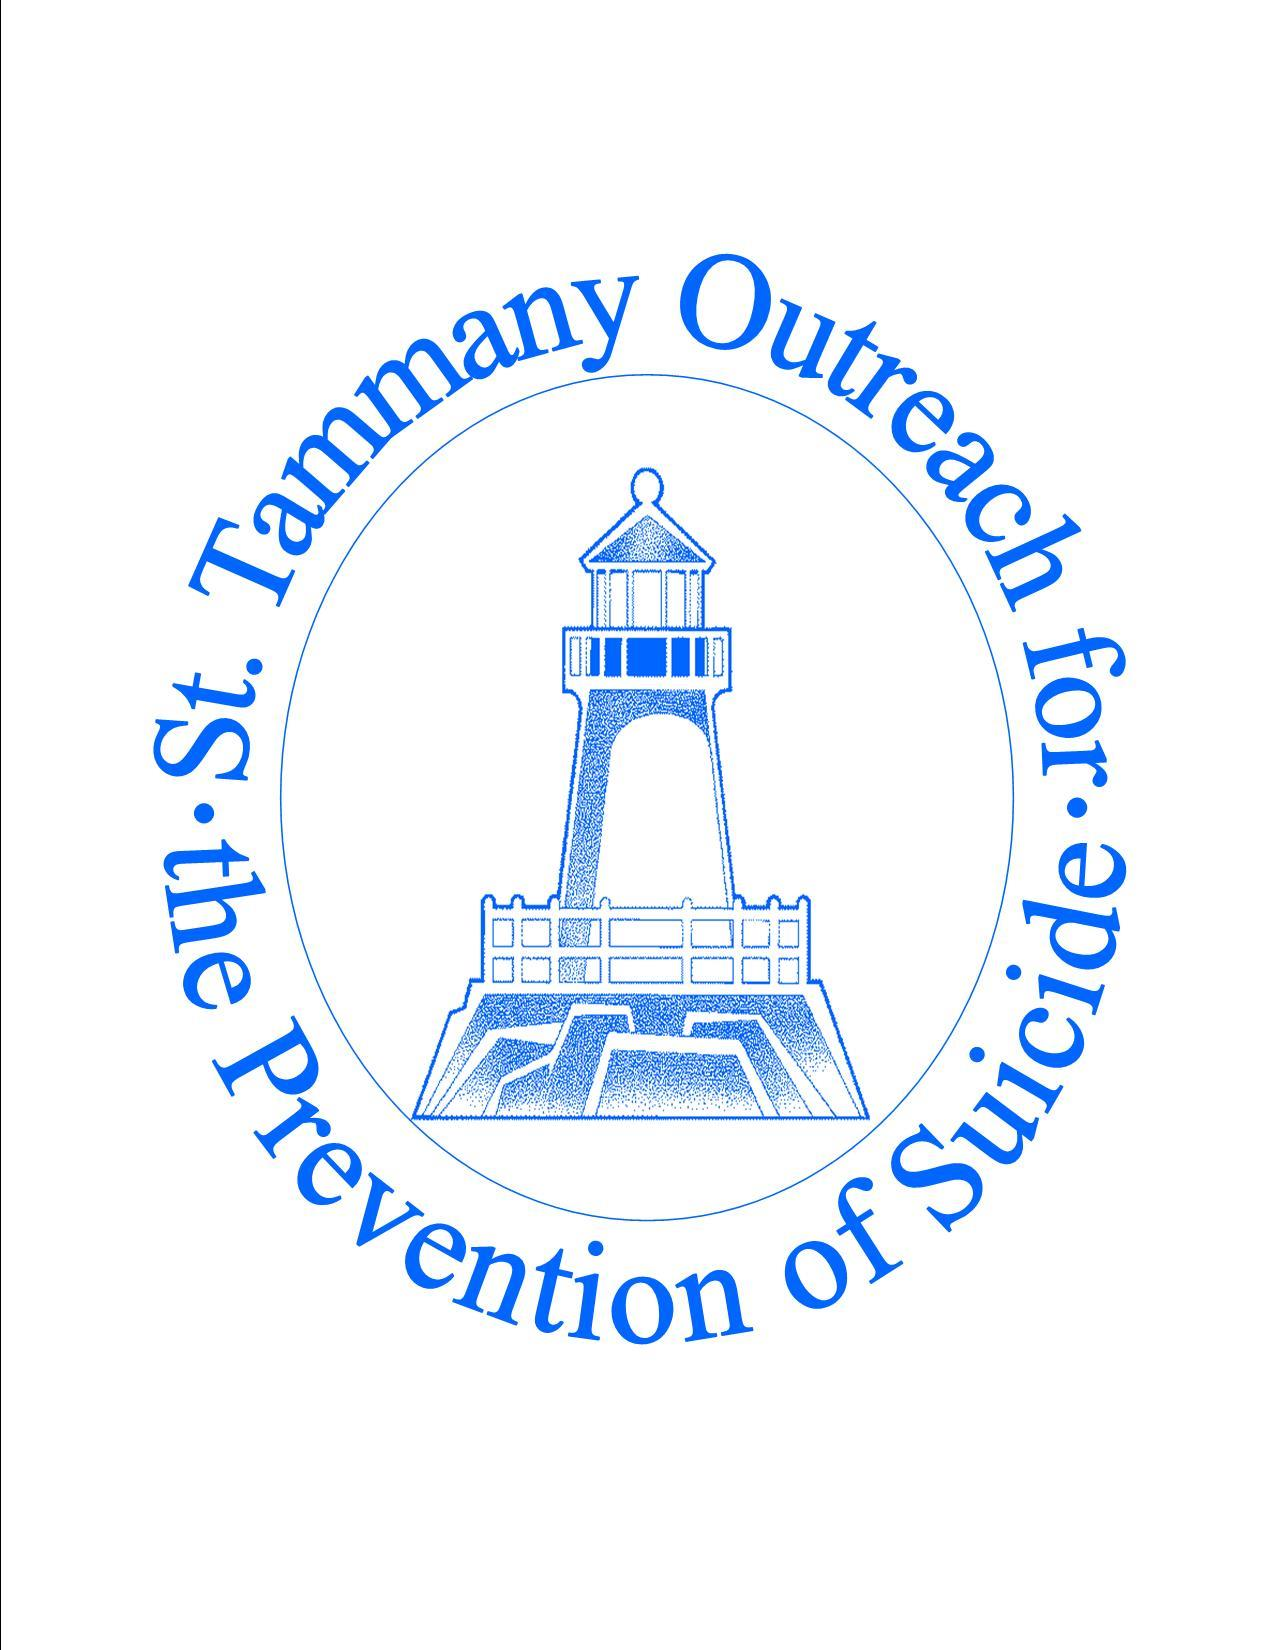 St. Tammany Outreach for
the Prevention of Suicide